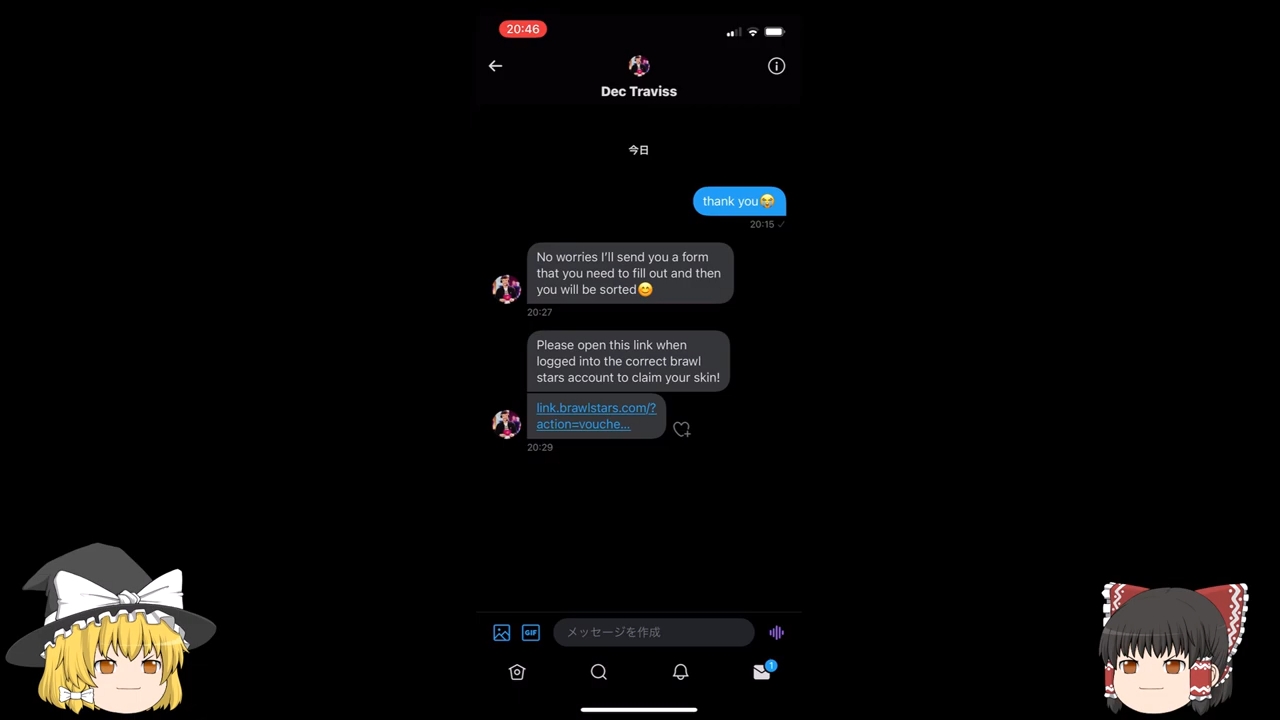 20:46
Dec Traviss
今日
thank you😂
20:15 ✓
No worries I'll send you a form
that you need to fill out and then
you will be sorted😊
20:27
Please open this link when
logged into the correct brawl
stars account to claim your skin!
link.brawlstars.com/?
action=vouche...
20:29
GIF
メッセージを作成
1